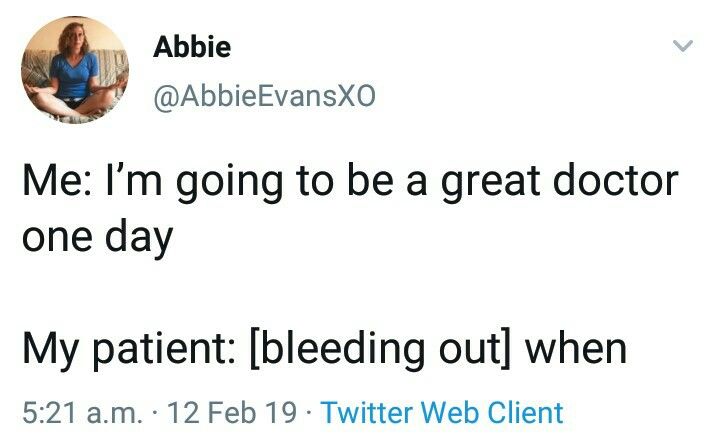 Abbie
@AbbieEvansXO
Me: I’m going to be a great doctor
one day
My patient: [bleeding out] when
5:21 a.m. · 12 Feb 19 · Twitter Web Client